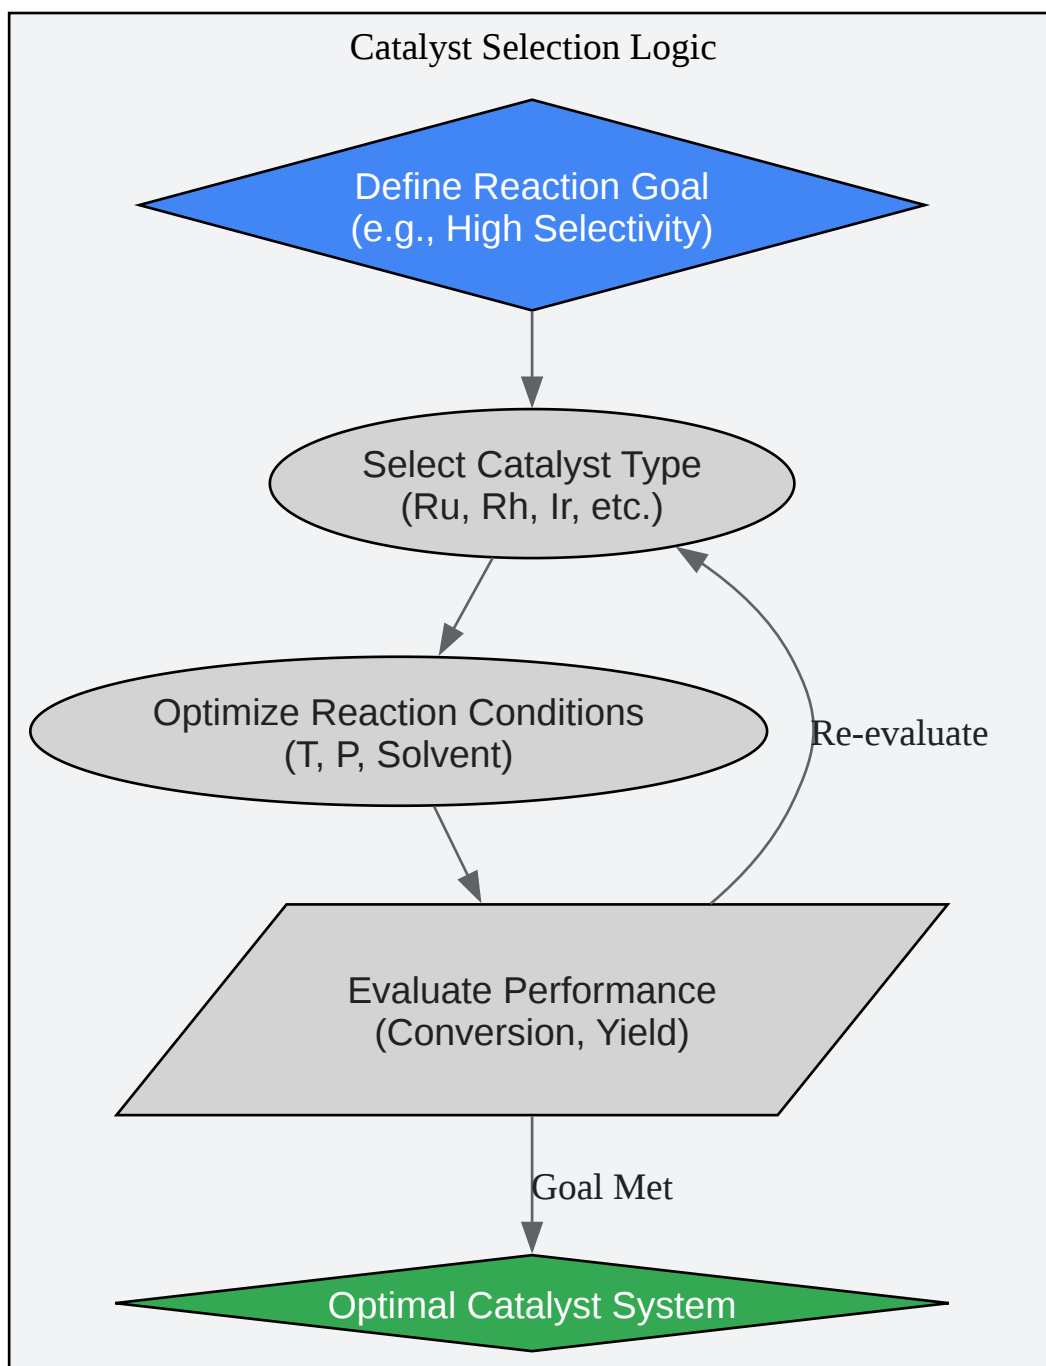 Catalyst Selection Logic
Define Reaction Goal
(e.g., High Selectivity)
Select Catalyst Type
(Ru, Rh, Ir, etc.)
Optimize Reaction Conditions
(T, P, Solvent)
Re-evaluate
Evaluate Performance
(Conversion, Yield)
Goal Met
Optimal Catalyst System